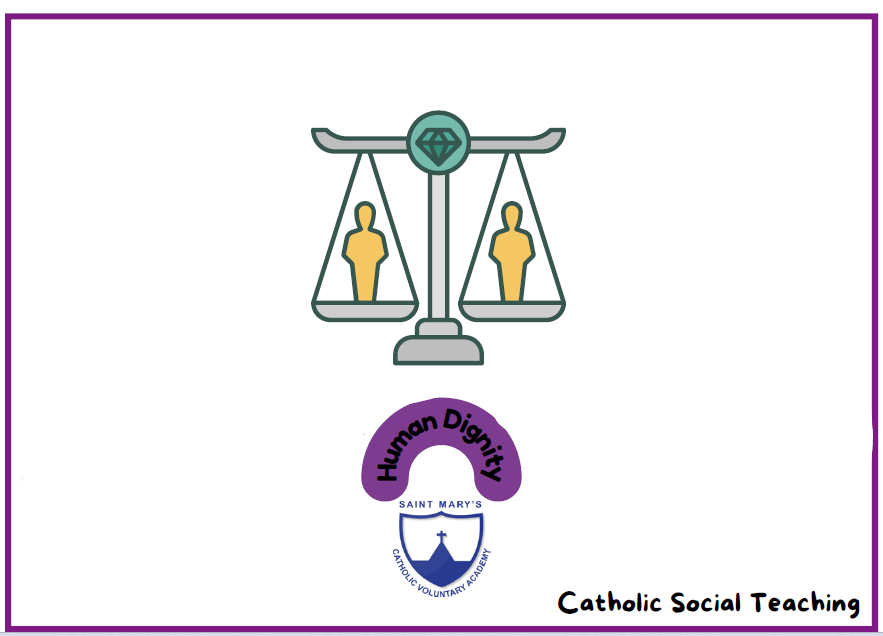 Human Dignity
SAINT MARY'S
CATHOLIC VOLUNTARY ACADEMY
Catholic Social Teaching